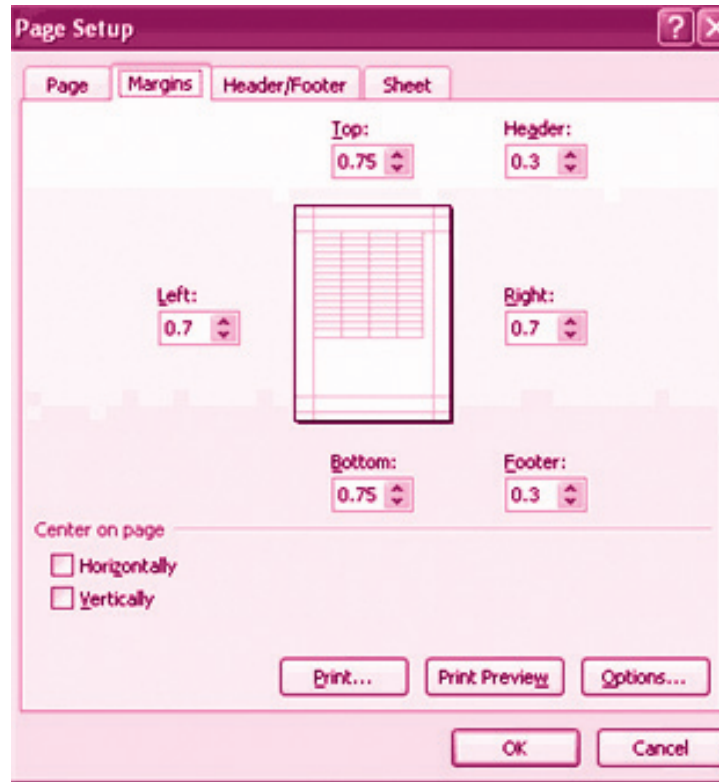 Page Setup
Page Margins Header/Footer Sheet
Top: Header:
0.75 0.3
Left: Right:
0.7 0.7
Bottom: Footer:
0.75 0.3
Center on page
Horizontally
Vertically
Print... Print Preview Options...
OK Cancel